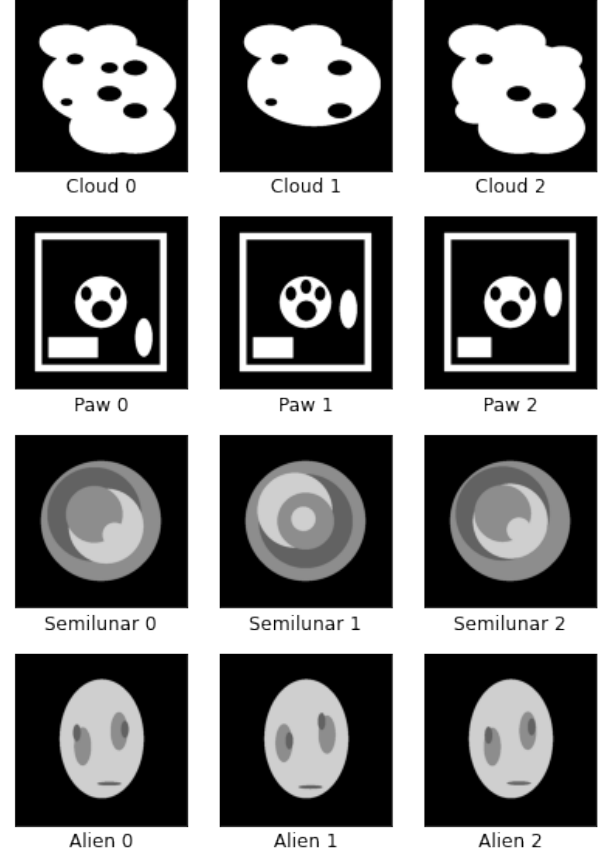 Cloud 0
Cloud 1
Cloud 2
Paw 0
Paw 1
Paw 2
Semilunar 0
Semilunar 1
Semilunar 2
Alien 0
Alien 1
Alien 2